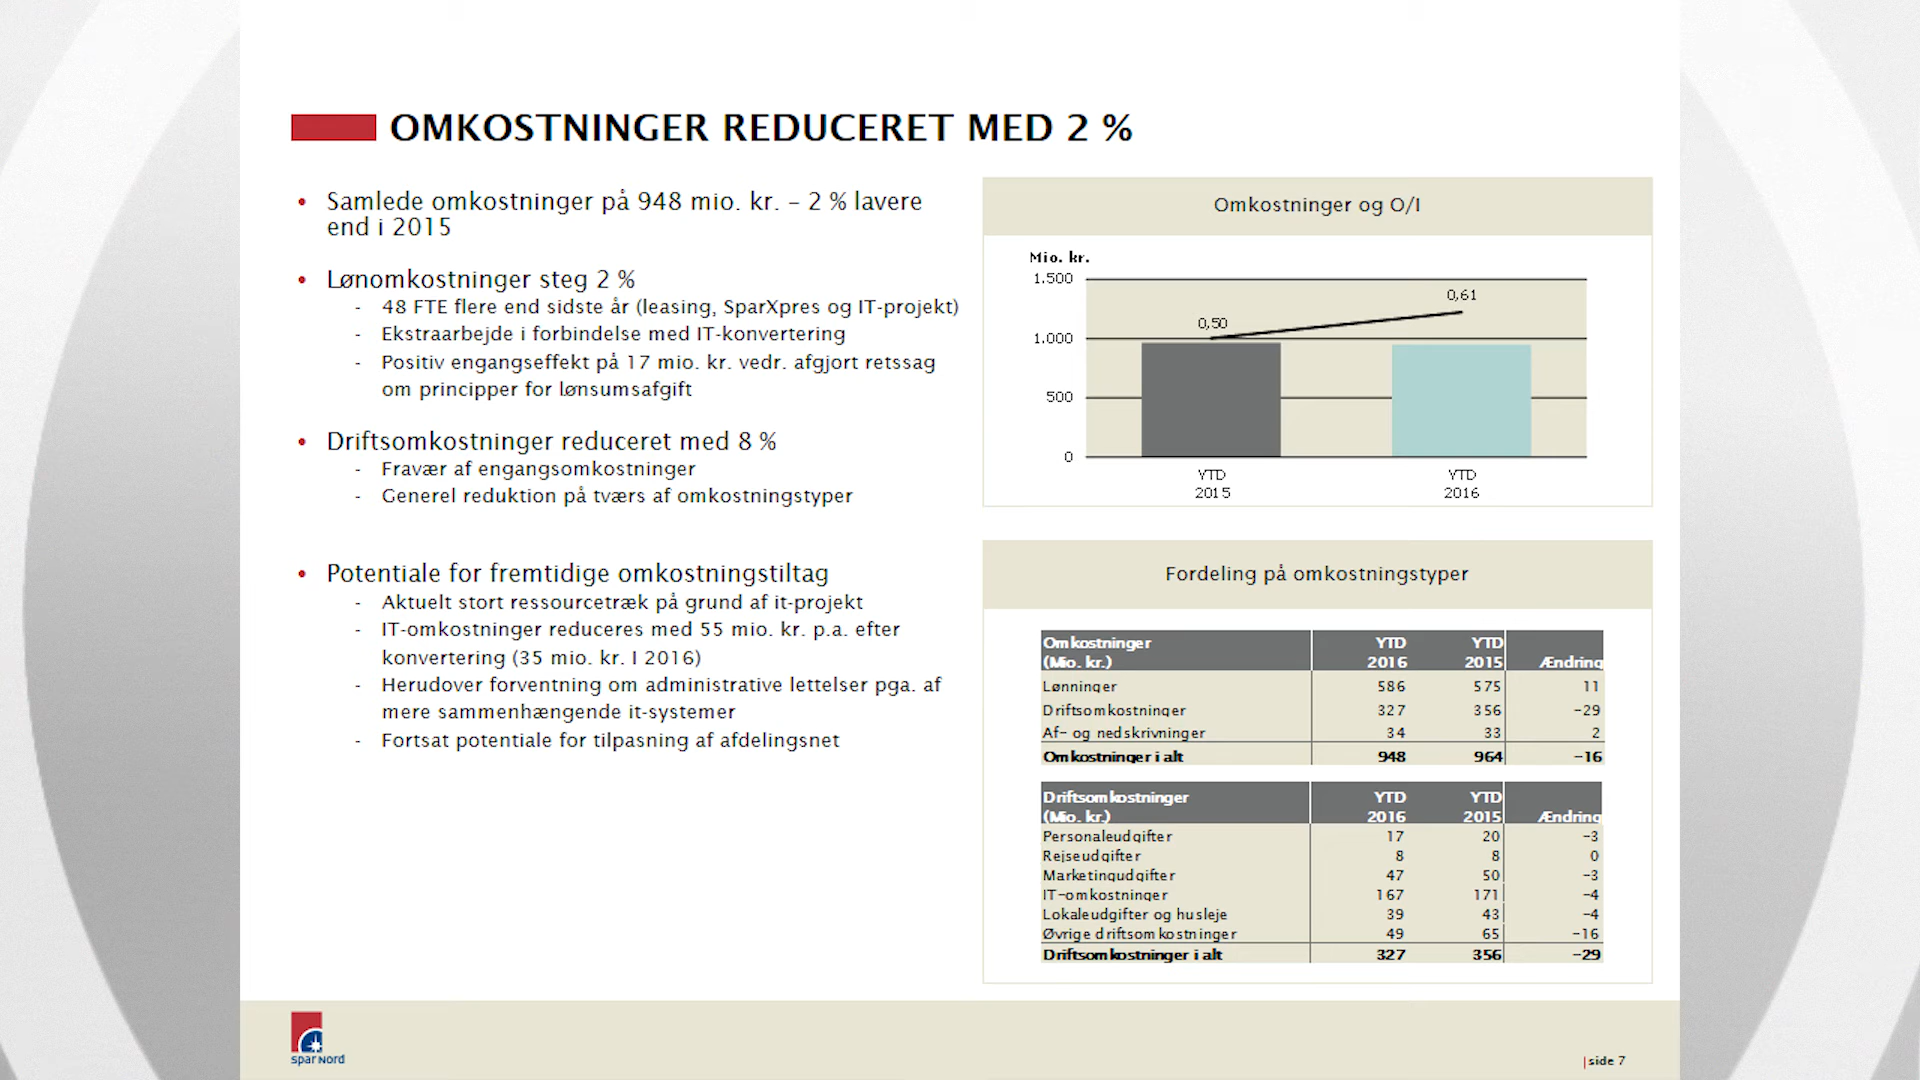 OMKOSTNINGER REDUCERET MED 2 %
• Samlede omkostninger på 948 mio. kr. – 2 % lavere
end i 2015
• Lønomkostninger steg 2 %
- 48 FTE flere end sidste år (leasing, SparXpres og IT-projekt)
- Ekstraarbejde i forbindelse med IT-konvertering
- Positiv engangseffekt på 17 mio. kr. vedr. afgjort retssag
om principper for lønsumsafgift
• Driftsomkostninger reduceret med 8 %
- Fravær af engangsomkostninger
- Generel reduktion på tværs af omkostningstyper
• Potentiale for fremtidige omkostningstiltag
- Aktuelt stort ressourcetræk på grund af it-projekt
- IT-omkostninger reduceres med 55 mio. kr. p.a. efter
konvertering (35 mio. kr. I 2016)
- Herudover forventning om administrative lettelser pga. af
mere sammenhængende it-systemer
- Fortsat potentiale for tilpasning af afdelingsnet
Omkostninger og O/I
Mio. kr.
1.500
1.000
500
0
0,50
0,61
YTD
2015
YTD
2016
Fordeling på omkostningstyper
Omkostninger YTD YTD
(Mio. kr.) 2016 2015 Ændring
Lønninger 586 575 11
Driftsomkostninger 327 356 -29
Af- og nedskrivninger 34 33 2
Omkostninger i alt 948 964 -16
Driftsomkostninger YTD YTD
(Mio. kr.) 2016 2015 Ændring
Personaleudgifter 17 20 -3
Rejseudgifter 8 8 0
Marketingudgifter 47 50 -3
IT-omkostninger 167 171 -4
Lokaleudgifter og husleje 39 43 -4
Øvrige driftsomkostninger 49 65 -16
Driftsomkostninger i alt 327 356 -29
spar nord
|side 7